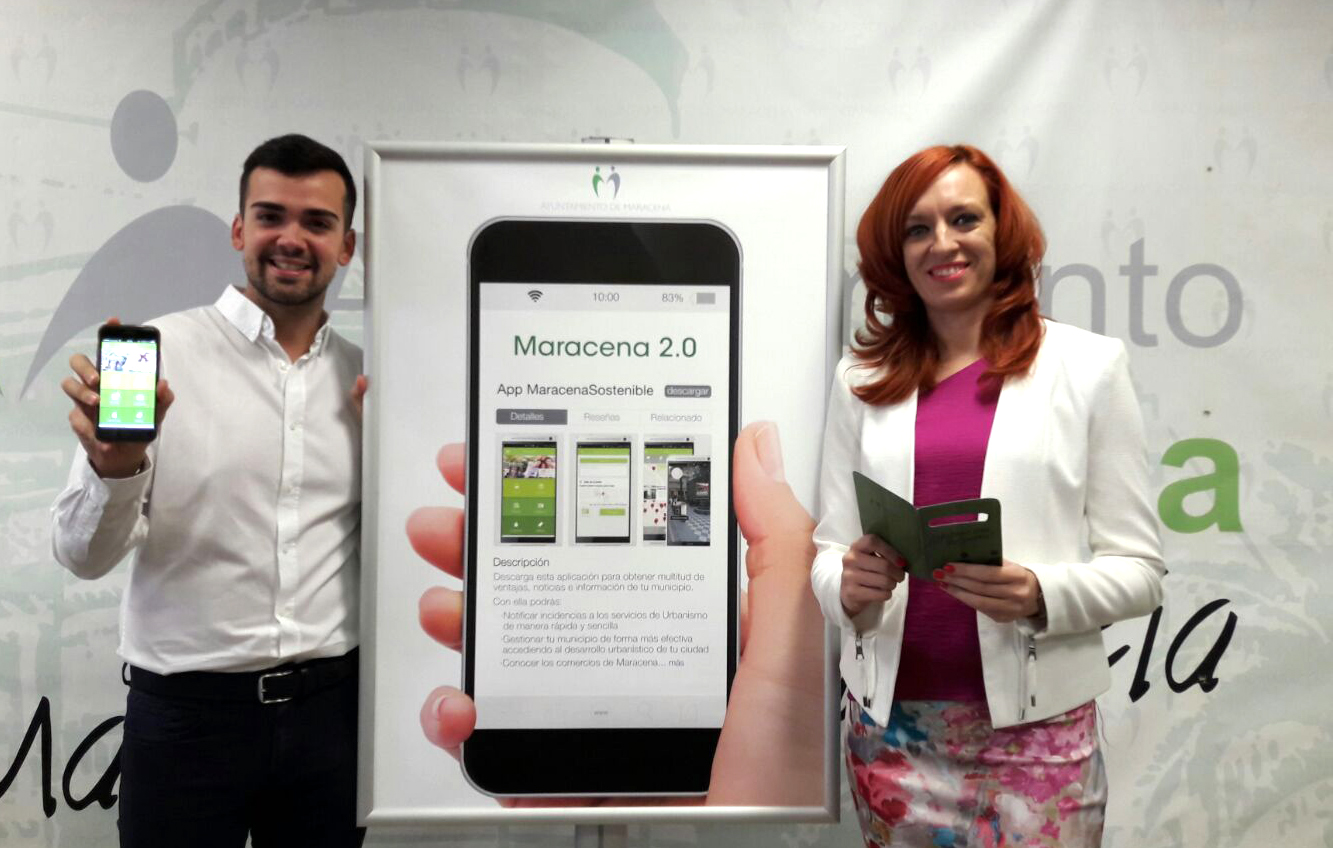 AYUNTAMIENTO DE MARACENA
10:00 83%
Maracena 2.0
App MaracenaSostenible descargar
Detalles Reseñas Relacionado
Descripción
Descarga esta aplicación para obtener multitud de
ventajas, noticias e información de tu municipio.
Con ella podrás:
·Notificar incidencias a los servicios de Urbanismo
de manera rápida y sencilla
·Gestionar tu municipio de forma más efectiva
accediendo al desarrollo urbanístico de tu ciudad
·Conocer los comercios de Maracena... más
nto
a
Ma
na